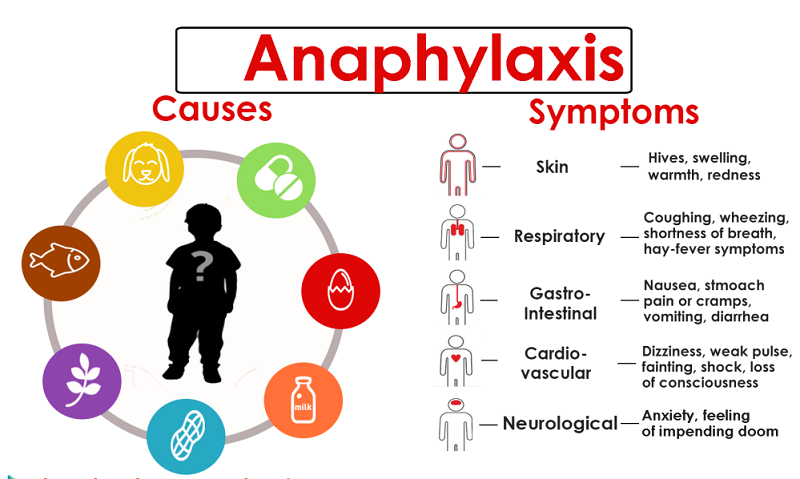 Anaphylaxis
Causes
Symptoms
?
milk
Skin
Hives, swelling,
warmth, redness
Respiratory
Coughing, wheezing,
shortness of breath,
hay-fever symptoms
Gastro-
Intestinal
Nausea, stmoach
pain or cramps,
vomiting, diarrhea
Cardio-
vascular
Dizziness, weak pulse,
fainting, shock, loss
of consciousness
Neurological
Anxiety, feeling
of impending doom